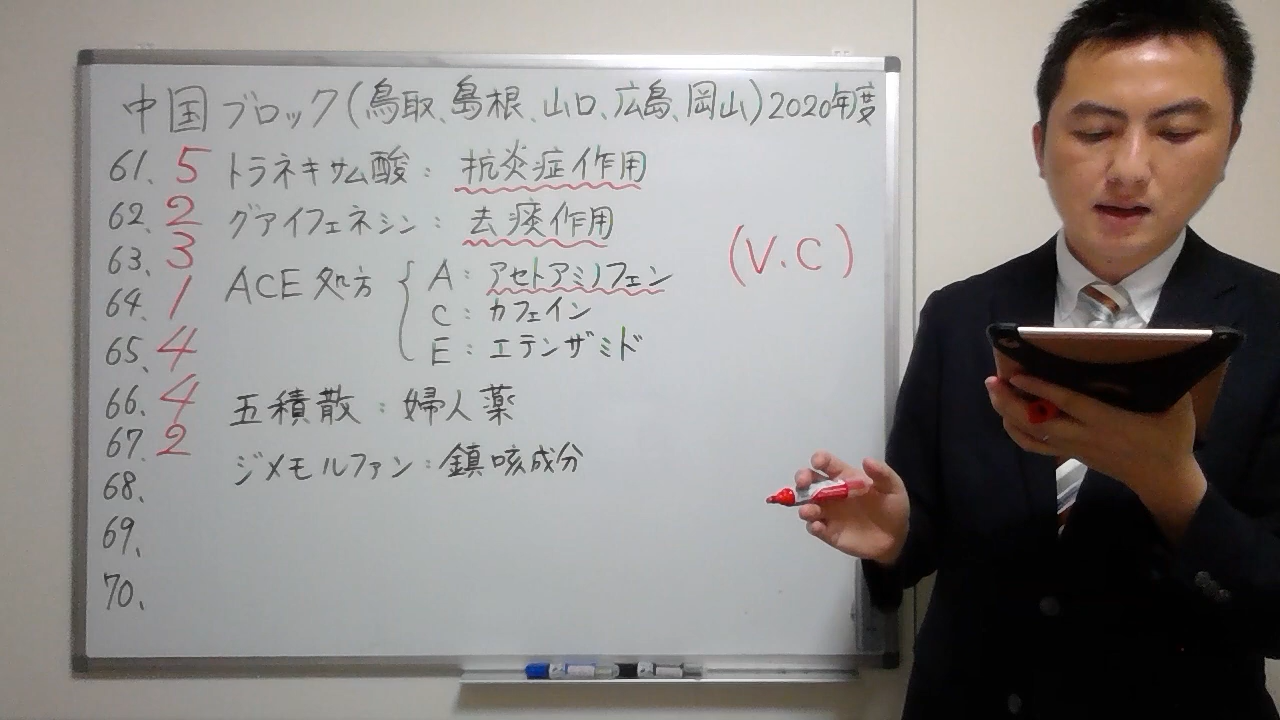 中国ブロック(鳥取、島根、山口、広島、岡山)2020年度
61、5 トラネキサム酸：抗炎症作用
62、2 グアイフェネシン：去痰作用
63、3
(V.C)
64、1 ACE処方 A：アセトアミノフェン
C：カフェイン
65、4 E：エテンザミド
66、4 五積散：婦人薬
67、2 ジメモルファン：鎮咳成分
68、
69、
70、